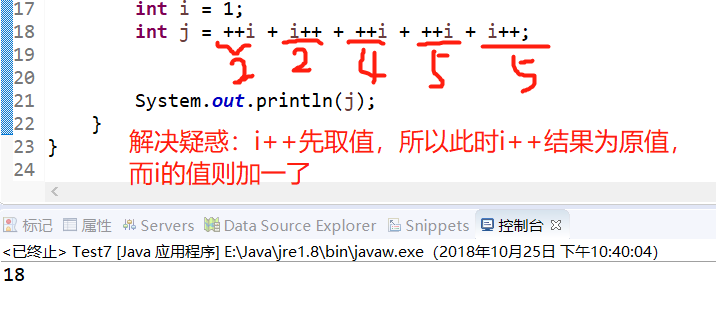 17 int i = 1;
18 int j = ++i + i++ + ++i + ++i + i++;
2 2 4 5 5
19
20
21 System.out.println(j);
22 }
23 }
24
解决疑惑：i++先取值，所以此时i++结果为原值，
而i的值则加一了
标记 属性 Servers Data Source Explorer Snippets 控制台
<已终止> Test7 [Java 应用程序] E:\Java\jre1.8\bin\javaw.exe（2018年10月25日 下午10:40:04）
18